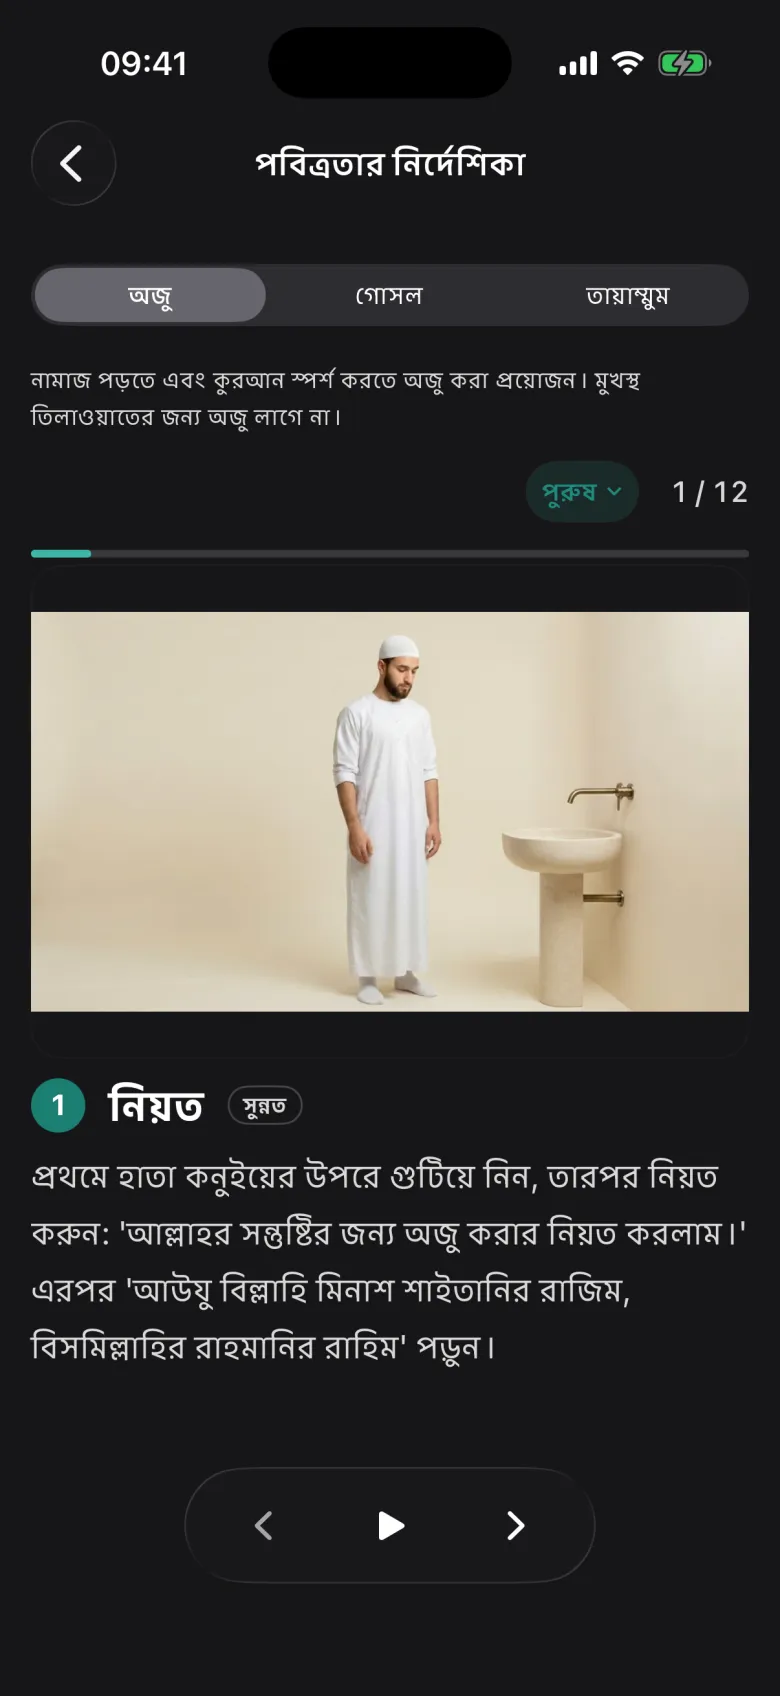 09:41
পবিত্রতার নির্দেশিকা
অজু
গোসল
তায়াম্মুম
নামাজ পড়তে এবং কুরআন স্পর্শ করতে অজু করা প্রয়োজন। মুখস্থ
তিলাওয়াতের জন্য অজু লাগে না।
পুরুষ
1 / 12
1
নিয়ত
সুন্নত
প্রথমে হাতা কনুইয়ের উপরে গুটিয়ে নিন, তারপর নিয়ত
করুন: 'আল্লাহর সন্তুষ্টির জন্য অজু করার নিয়ত করলাম।'
এরপর 'আউযু বিল্লাহি মিনাশ শাইতানির রাজিম,
বিসমিল্লাহির রাহমানির রাহিম' পড়ুন।